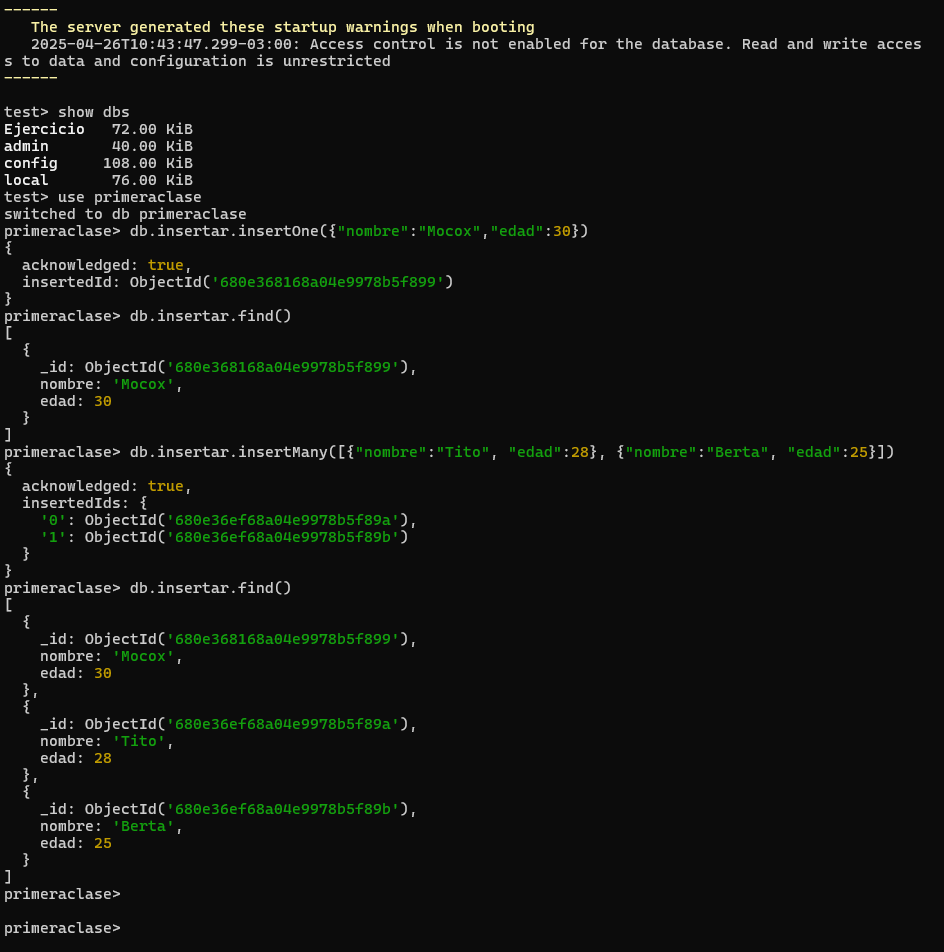 ------
   The server generated these startup warnings when booting
   2025-04-26T10:43:47.299-03:00: Access control is not enabled for the database. Read and write acces
s to data and configuration is unrestricted
------

test> show dbs
Ejercicio   72.00 KiB
admin       40.00 KiB
config     108.00 KiB
local       76.00 KiB
test> use primeraclase
switched to db primeraclase
primeraclase> db.insertar.insertOne({"nombre":"Mocox","edad":30})
{
  acknowledged: true,
  insertedId: ObjectId('680e368168a04e9978b5f899')
}
primeraclase> db.insertar.find()
[
  {
    _id: ObjectId('680e368168a04e9978b5f899'),
    nombre: 'Mocox',
    edad: 30
  }
]
primeraclase> db.insertar.insertMany([{"nombre":"Tito", "edad":28}, {"nombre":"Berta", "edad":25}])
{
  acknowledged: true,
  insertedIds: {
    '0': ObjectId('680e36ef68a04e9978b5f89a'),
    '1': ObjectId('680e36ef68a04e9978b5f89b')
  }
}
primeraclase> db.insertar.find()
[
  {
    _id: ObjectId('680e368168a04e9978b5f899'),
    nombre: 'Mocox',
    edad: 30
  },
  {
    _id: ObjectId('680e36ef68a04e9978b5f89a'),
    nombre: 'Tito',
    edad: 28
  },
  {
    _id: ObjectId('680e36ef68a04e9978b5f89b'),
    nombre: 'Berta',
    edad: 25
  }
]
primeraclase>

primeraclase>